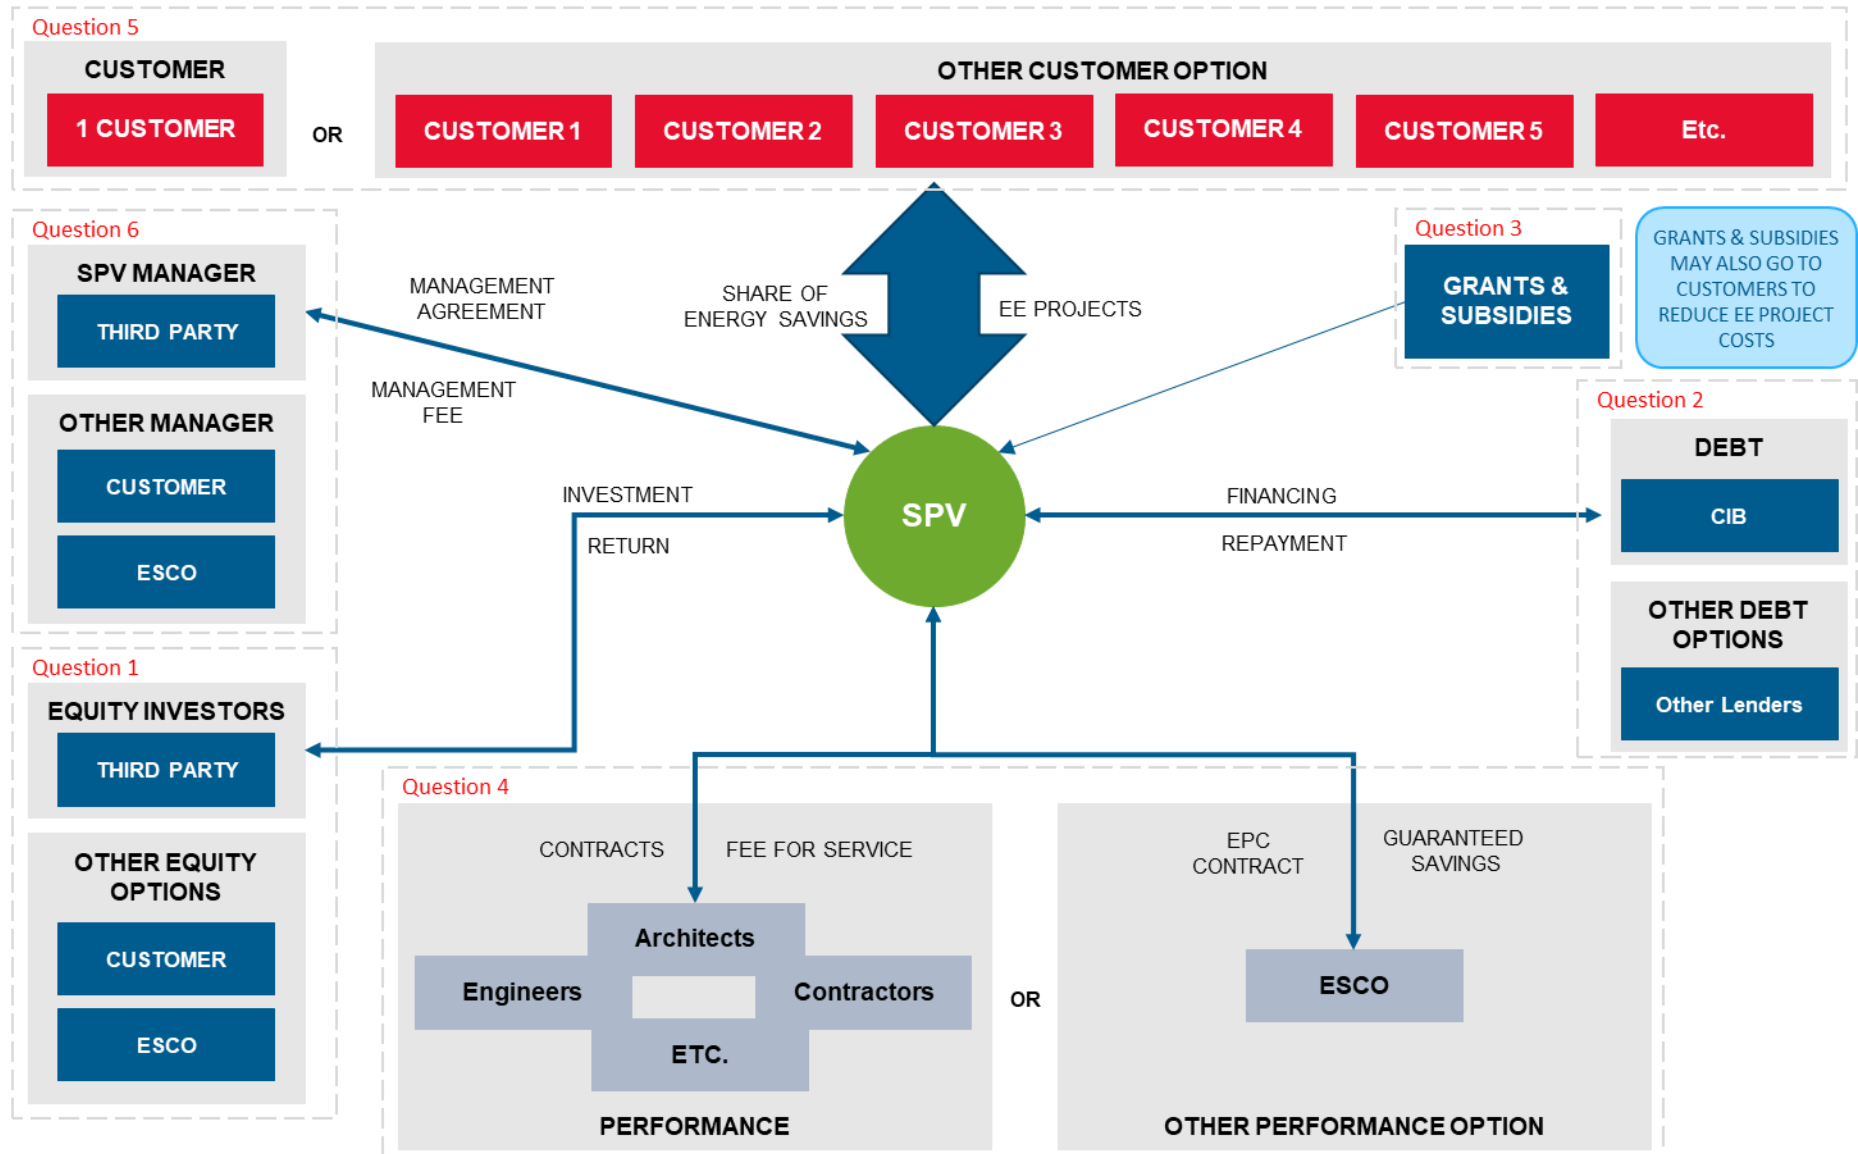 Question 5
CUSTOMER
1 CUSTOMER
OR
OTHER CUSTOMER OPTION
CUSTOMER 1
CUSTOMER 2
CUSTOMER 3
CUSTOMER 4
CUSTOMER 5
Etc.
Question 6
SPV MANAGER
THIRD PARTY
OTHER MANAGER
CUSTOMER
ESCO
MANAGEMENT
AGREEMENT
MANAGEMENT
FEE
SHARE OF
ENERGY SAVINGS
EE PROJECTS
Question 3
GRANTS &
SUBSIDIES
GRANTS & SUBSIDIES
MAY ALSO GO TO
CUSTOMERS TO
REDUCE EE PROJECT
COSTS
Question 2
DEBT
CIB
OTHER DEBT
OPTIONS
Other Lenders
INVESTMENT
RETURN
SPV
FINANCING
REPAYMENT
Question 1
EQUITY INVESTORS
THIRD PARTY
OTHER EQUITY
OPTIONS
CUSTOMER
ESCO
Question 4
CONTRACTS
FEE FOR SERVICE
Architects
Engineers
Contractors
ETC.
PERFORMANCE
OR
EPC
CONTRACT
GUARANTEED
SAVINGS
ESCO
OTHER PERFORMANCE OPTION